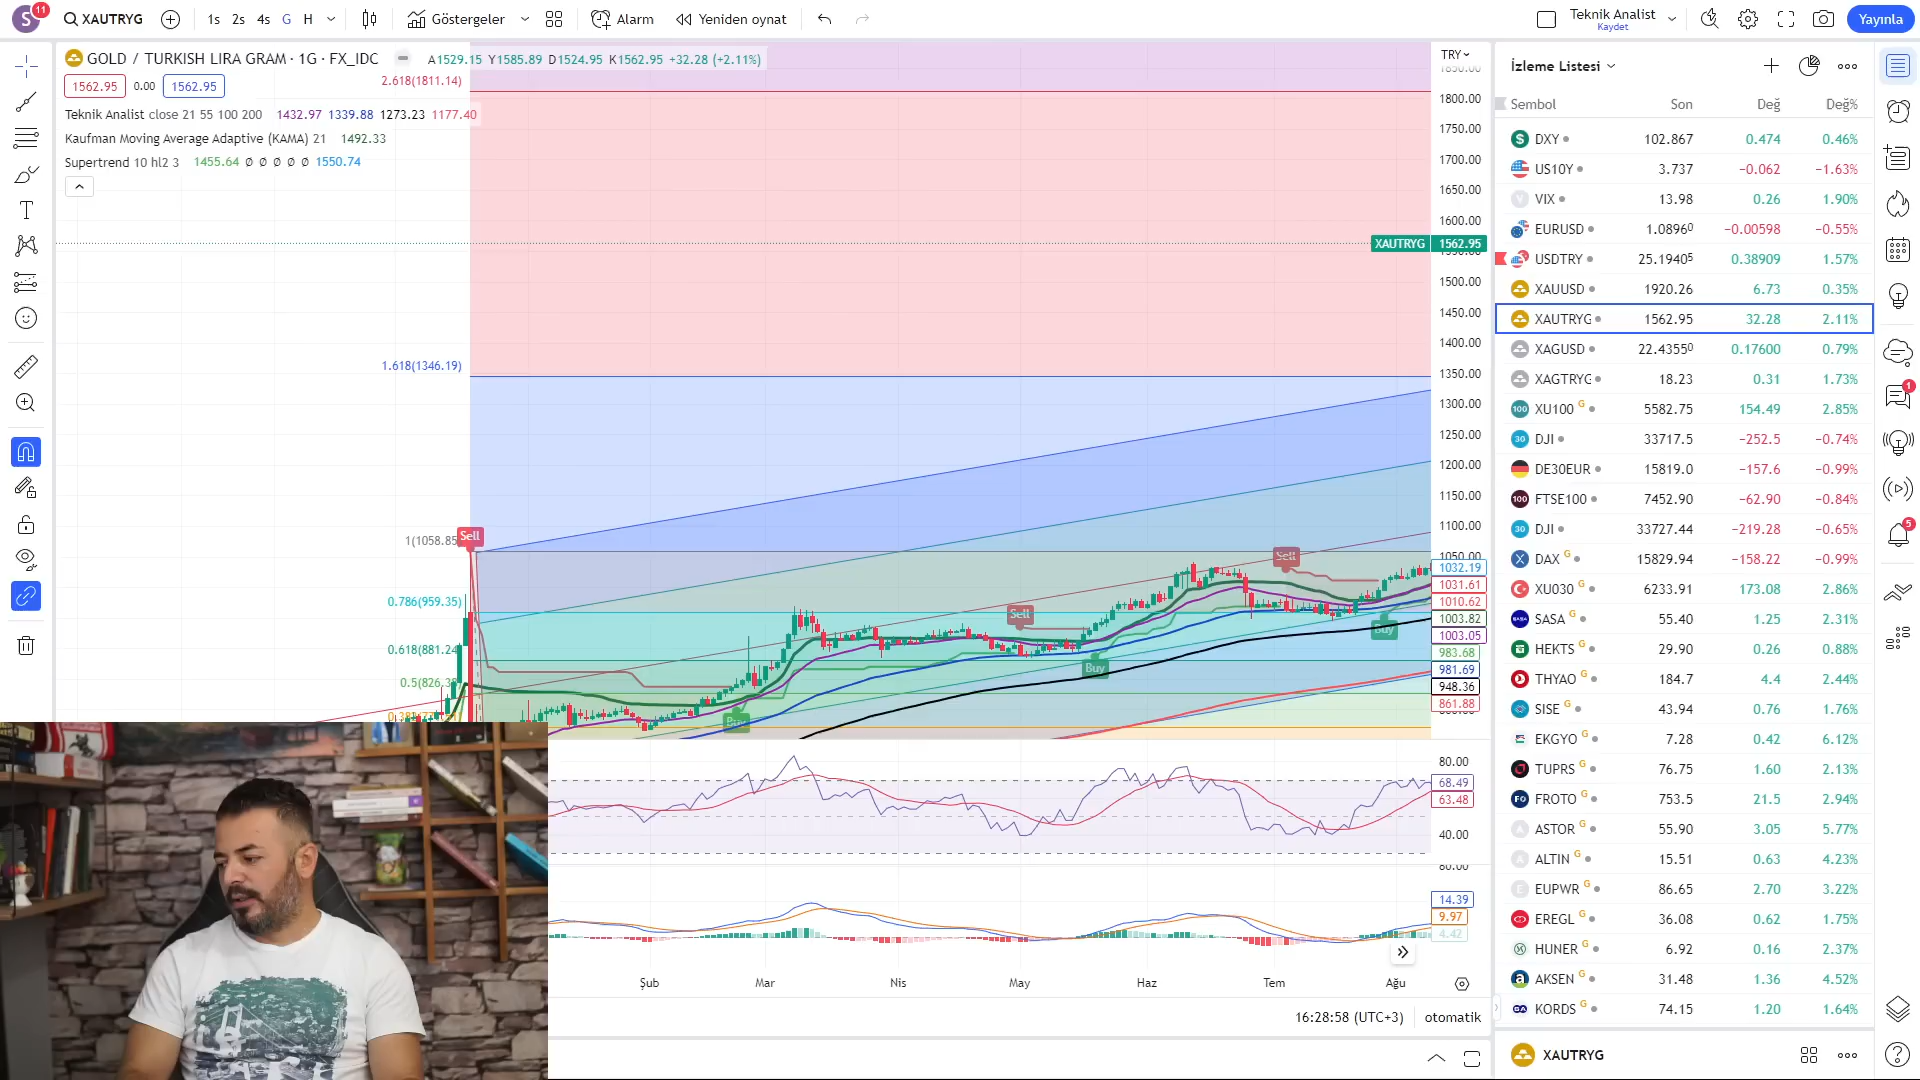 S 11
XAUTRYG
1s 2s 4s G H
Göstergeler
Alarm
Yeniden oynat
Teknik Analist
Kaydet
Yayınla
GOLD / TURKISH LIRA GRAM · 1G · FX_IDC
A1529.15 Y1585.89 D1524.95 K1562.95 +32.28 (+2.11%)
1562.95 0.00 1562.95
Teknik Analist close 21 55 100 200 1432.97 1339.88 1273.23 1177.40
Kaufman Moving Average Adaptive (KAMA) 21 1492.33
Supertrend 10 hl2 3 1455.64 Ø Ø Ø Ø Ø 1550.74
2.618(1811.14)
1.618(1346.19)
1(1058.85
0.786(959.35)
0.618(881.24)
Sell
Sell
Sell
Buy
Buy
Buy
TRY
1800.00
1750.00
1700.00
1650.00
1600.00
XAUTRYG 1562.95
1500.00
1450.00
1400.00
1350.00
1300.00
1250.00
1200.00
1150.00
1100.00
1050.00
1032.19
1031.61
1010.62
1003.82
1003.05
983.68
981.69
948.36
861.88
80.00
68.49
63.48
40.00
80.00
14.39
9.97
4.42
Şub Mar Nis May Haz Tem Ağu
16:28:58 (UTC+3) otomatik
İzleme Listesi
Sembol Son Değ Değ%
DXY 102.867 0.474 0.46%
US10Y 3.737 −0.062 −1.63%
VIX 13.98 0.26 1.90%
EURUSD 1.0896⁰ −0.00598 −0.55%
USDTRY 25.1940⁵ 0.38909 1.57%
XAUUSD 1920.26 6.73 0.35%
XAUTRYG 1562.95 32.28 2.11%
XAGUSD 22.4355⁰ 0.17600 0.79%
XAGTRYG 18.23 0.31 1.73%
100 XU100 G 5582.75 154.49 2.85%
30 DJI 33717.5 −252.5 −0.74%
DE30EUR 15819.0 −157.6 −0.99%
100 FTSE100 7452.90 −62.90 −0.84%
30 DJI 33727.44 −219.28 −0.65%
X DAX G 15829.94 −158.22 −0.99%
XU030 G 6233.91 173.08 2.86%
SASA G 55.40 1.25 2.31%
HEKTS G 29.90 0.26 0.88%
THYAO G 184.7 4.4 2.44%
SISE G 43.94 0.76 1.76%
EKGYO G 7.28 0.42 6.12%
TUPRS G 76.75 1.60 2.13%
FO FROTO G 753.5 21.5 2.94%
A ASTOR G 55.90 3.05 5.77%
A ALTIN G 15.51 0.63 4.23%
E EUPWR G 86.65 2.70 3.22%
EREGL G 36.08 0.62 1.75%
HUNER G 6.92 0.16 2.37%
a AKSEN G 31.48 1.36 4.52%
KORDS G 74.15 1.20 1.64%
XAUTRYG
1
5